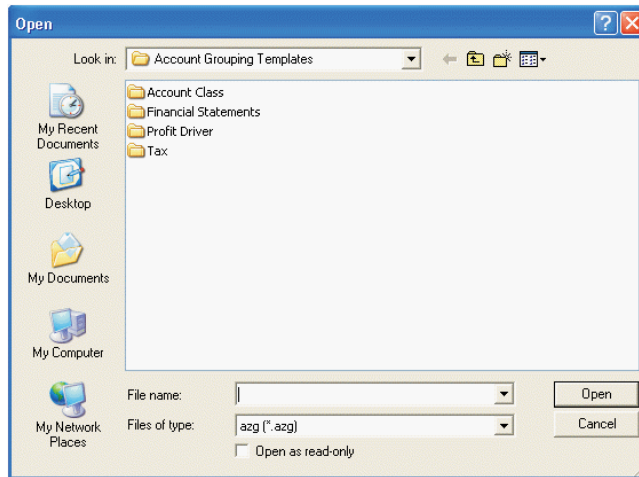 Open
Look in:
Account Grouping Templates
My Recent
Documents
Desktop
My Documents
My Computer
My Network
Places
Account Class
Financial Statements
Profit Driver
Tax
File name:
Open
Files of type:
azg (*.azg)
Cancel
Open as read-only